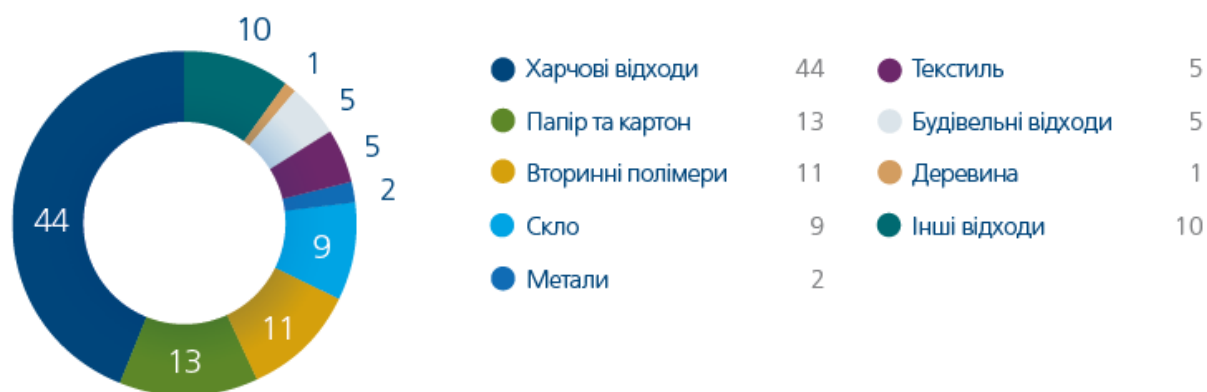 10
1
5
5
2
9
11
13
44
Харчові відходи 44
Папір та картон 13
Вторинні полімери 11
Скло 9
Метали 2
Текстиль 5
Будівельні відходи 5
Деревина 1
Інші відходи 10